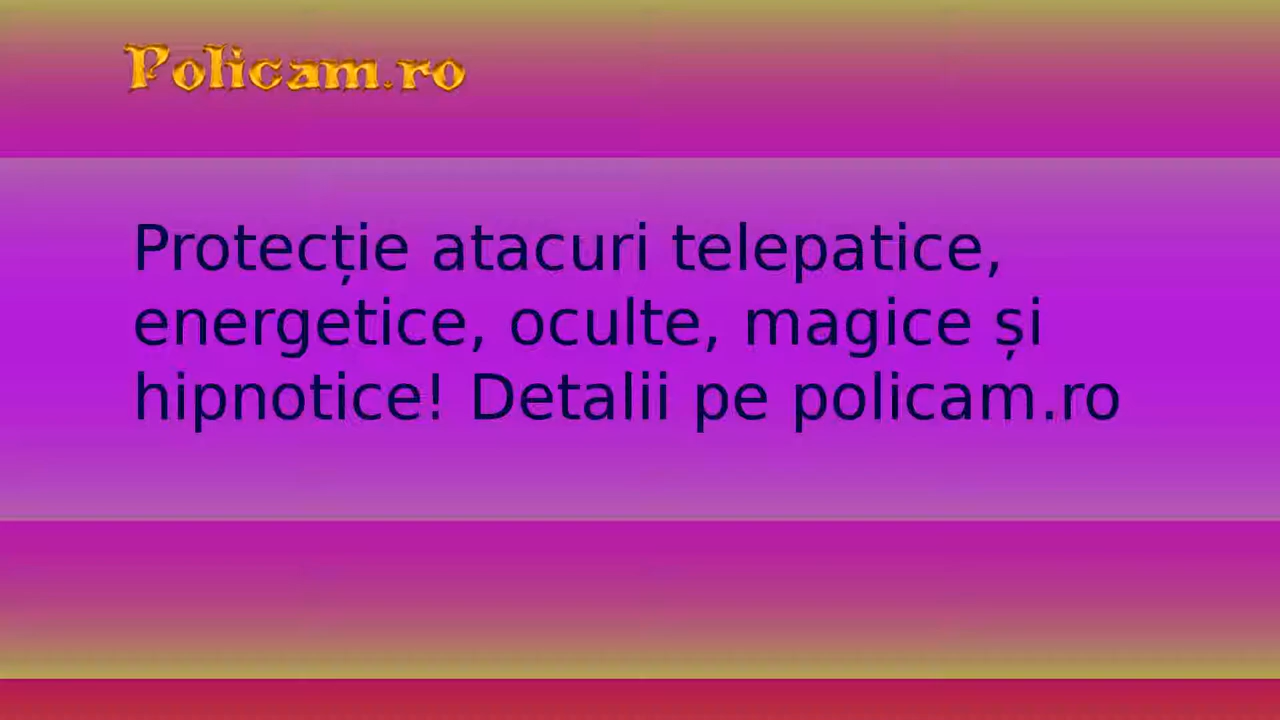 Policam.ro
Protecție atacuri telepatice,
energetice, oculte, magice și
hipnotice! Detalii pe policam.ro